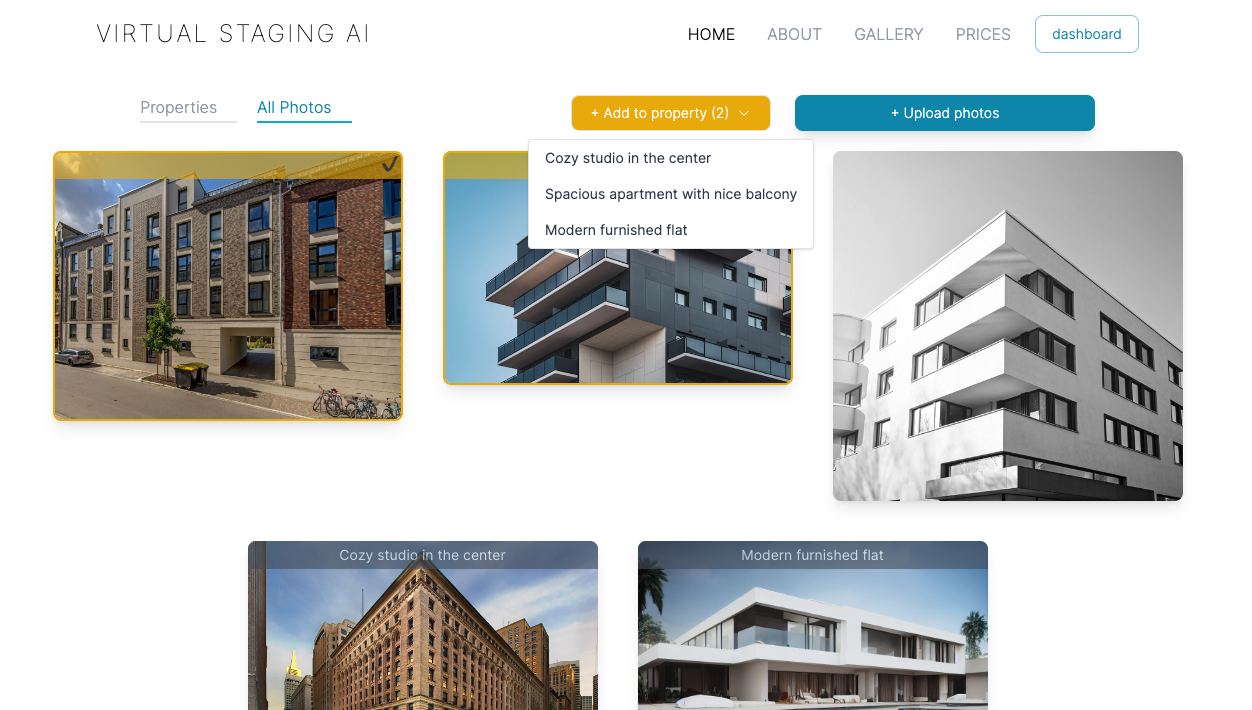 VIRTUAL STAGING AI
HOME
ABOUT
GALLERY
PRICES
dashboard
Properties
All Photos
+ Add to property (2)
+ Upload photos
Cozy studio in the center
Spacious apartment with nice balcony
Modern furnished flat
Cozy studio in the center
Modern furnished flat